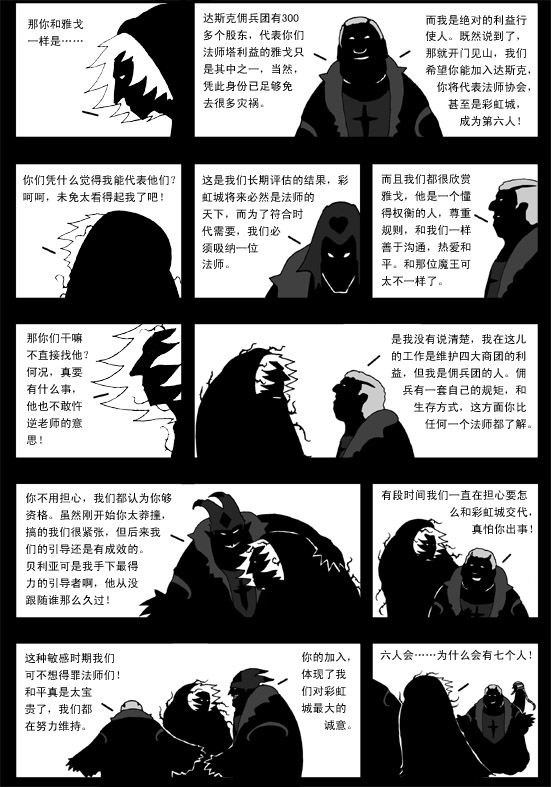 那你和雅戈
一样是……
达斯克佣兵团有300
多个股东，代表你们
法师塔利益的雅戈只
是其中之一，当然，
凭此身份已足够免
去很多灾祸。
而我是绝对的利益行
使人。既然说到了，
那就开门见山，我们
希望你能加入达斯克，
你将代表法师协会，
甚至是彩虹城，
成为第六人！
你们凭什么觉得我能代表他们？
呵呵，未免太看得起我了吧！
这是我们长期评估的结果，彩
虹城将来必然是法师的
天下，而为了符合时
代需要，我们必
须吸纳一位
法师。
而且我们都很欣赏
雅戈，他是一个懂
得权衡的人，尊重
规则，和我们一样
善于沟通，热爱和
平。和那位魔王可
太不一样了。
那你们干嘛
不直接找他？
何况，真要
有什么事，
他也不敢忤
逆老师的意
思！
是我没有说清楚，我在这儿
的工作是维护四大商团的利
益，但我是佣兵团的人。佣
兵有一套自己的规矩，和
生存方式，这方面你比
任何一个法师都了解。
你不用担心，我们都认为你够
资格。虽然刚开始你太莽撞，
搞的我们很紧张，但后来我
们的引导还是有成效的。
贝利亚可是我手下最得
力的引导者啊，他从没
跟随谁那么久过！
有段时间我们一直在担心要怎
么和彩虹城交代，
真怕你出事！
这种敏感时期我们
可不想得罪法师们！
和平真是太宝
贵了，我们都
在努力维持。
你的加入，
体现了我
们对彩虹
城最大的
诚意。
六人会……为什么会有七个人！